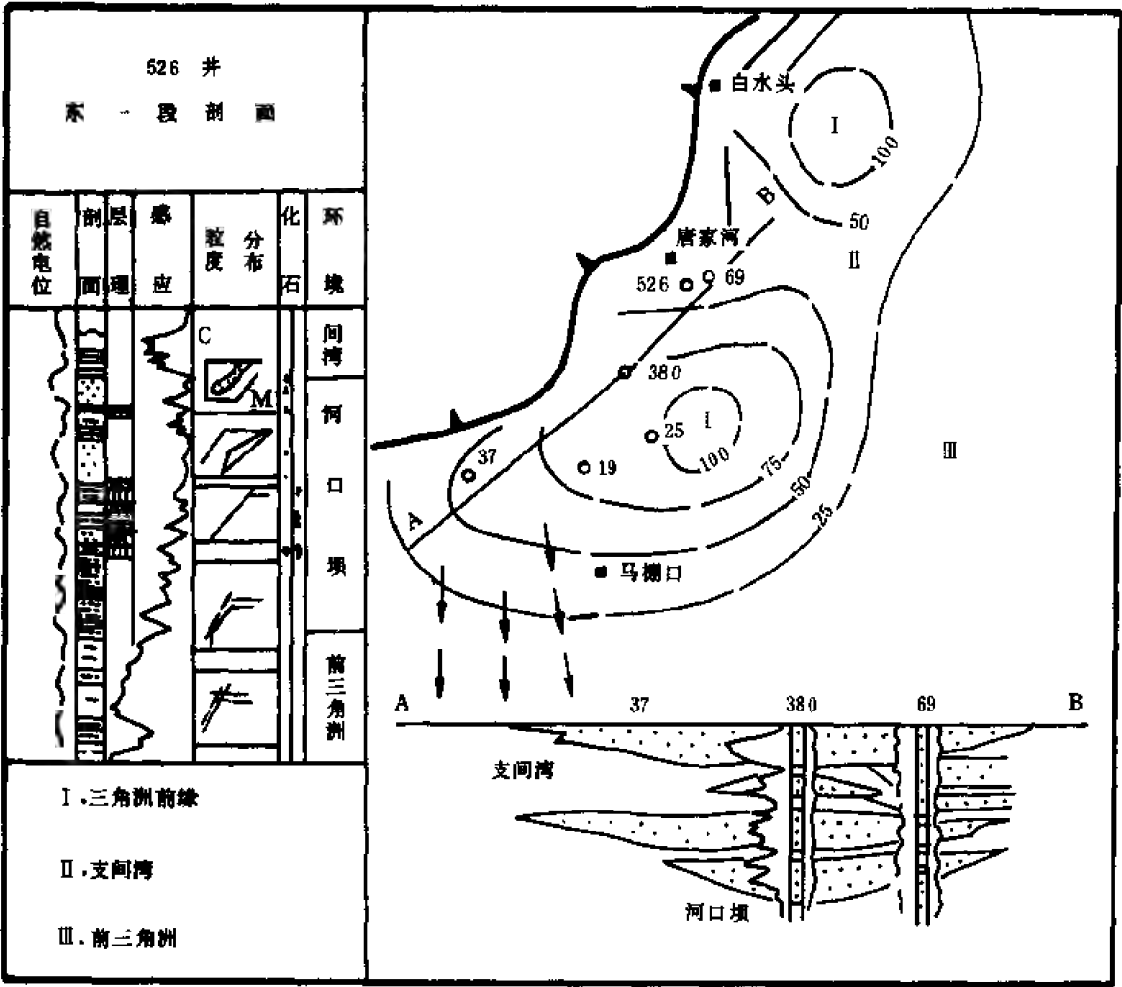 526 井
东 一 段 剖 面
自然电位
剖面
层理
感应
粒度分布
化石
环境
C
M
间湾
河口坝
前三角洲
Ⅰ.三角洲前缘
Ⅱ.支间湾
Ⅲ.前三角洲
白水头
Ⅰ
100
50
B
唐家河
Ⅱ
526
69
380
25
Ⅰ
100
75
50
25
Ⅲ
37
19
A
马棚口
A
37
380
69
B
支间湾
河口坝